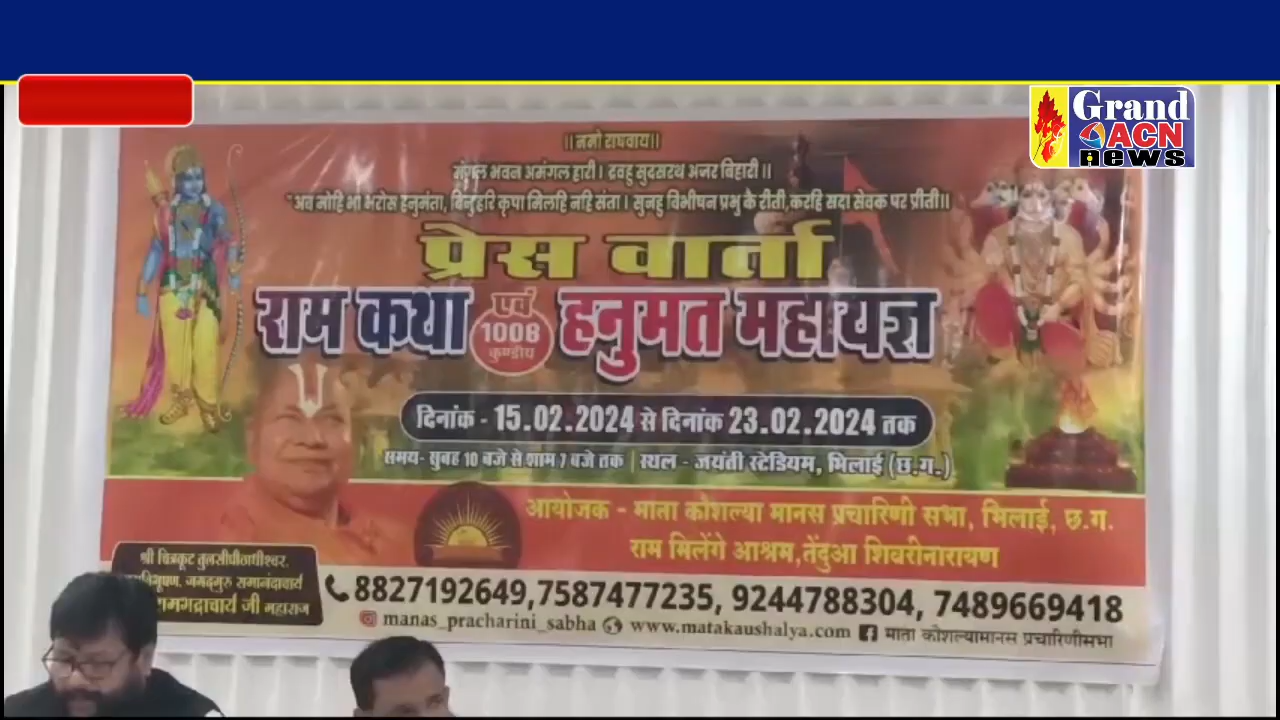 Grand
ACN
news
॥ नमो राघवाय॥
मंगल भवन अमंगल हारी। द्रवहु सुदसरथ अजर बिहारी॥
"अब मोहि भा भरोस हनुमंता, बिनुहरि कृपा मिलहि नहि संता। सुनहु बिभीषन प्रभु कै रीती,करहि सदा सेवक पर प्रीती॥
प्रेस वार्ता
राम कथा एवं 1008 कुण्डीय हनुमत महायज्ञ
दिनांक - 15.02.2024 से दिनांक 23.02.2024 तक
समय- सुबह 10 बजे से शाम 7 बजे तक | स्थल - जयंती स्टेडियम, भिलाई (छ.ग.)
आयोजक - माता कोशल्या मानस प्रचारिणी सभा, भिलाई, छ.ग.
राम मिलेंगे आश्रम,तेंदुआ शिवरीनारायण
श्री चित्रकूट तुलसीपीठाधीश्वर,
जगद्गुरु रामानंदाचार्य
रामभद्राचार्य जी महाराज
8827192649,7587477235, 9244788304, 7489669418
manas_pracharini_sabha www.matakaushalya.com माता कौशल्यामानस प्रचारिणीसभा